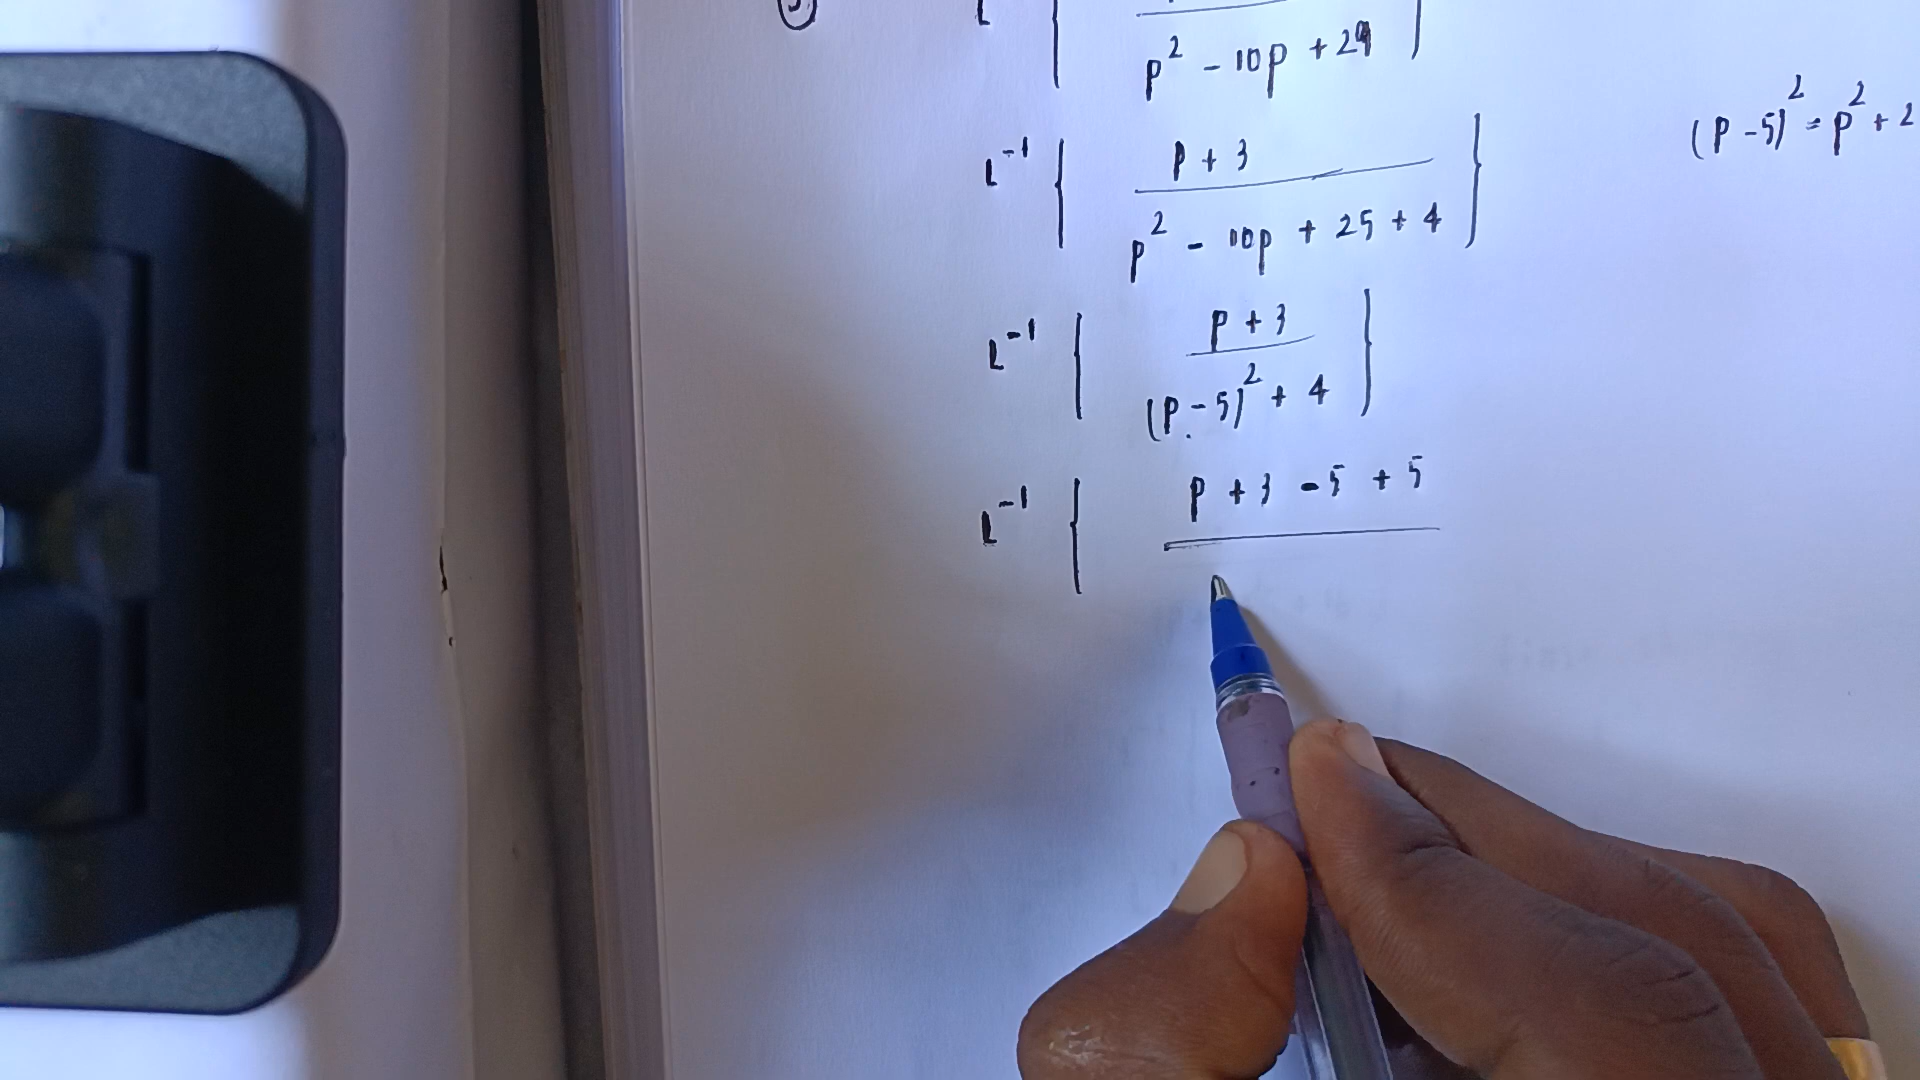 L
p² - 10p + 29
(p - 5)² = p² + 2
L⁻¹ { p + 3
p² - 10p + 25 + 4 }
L⁻¹ { p + 3
(p - 5)² + 4 }
L⁻¹ { p + 3 - 5 + 5